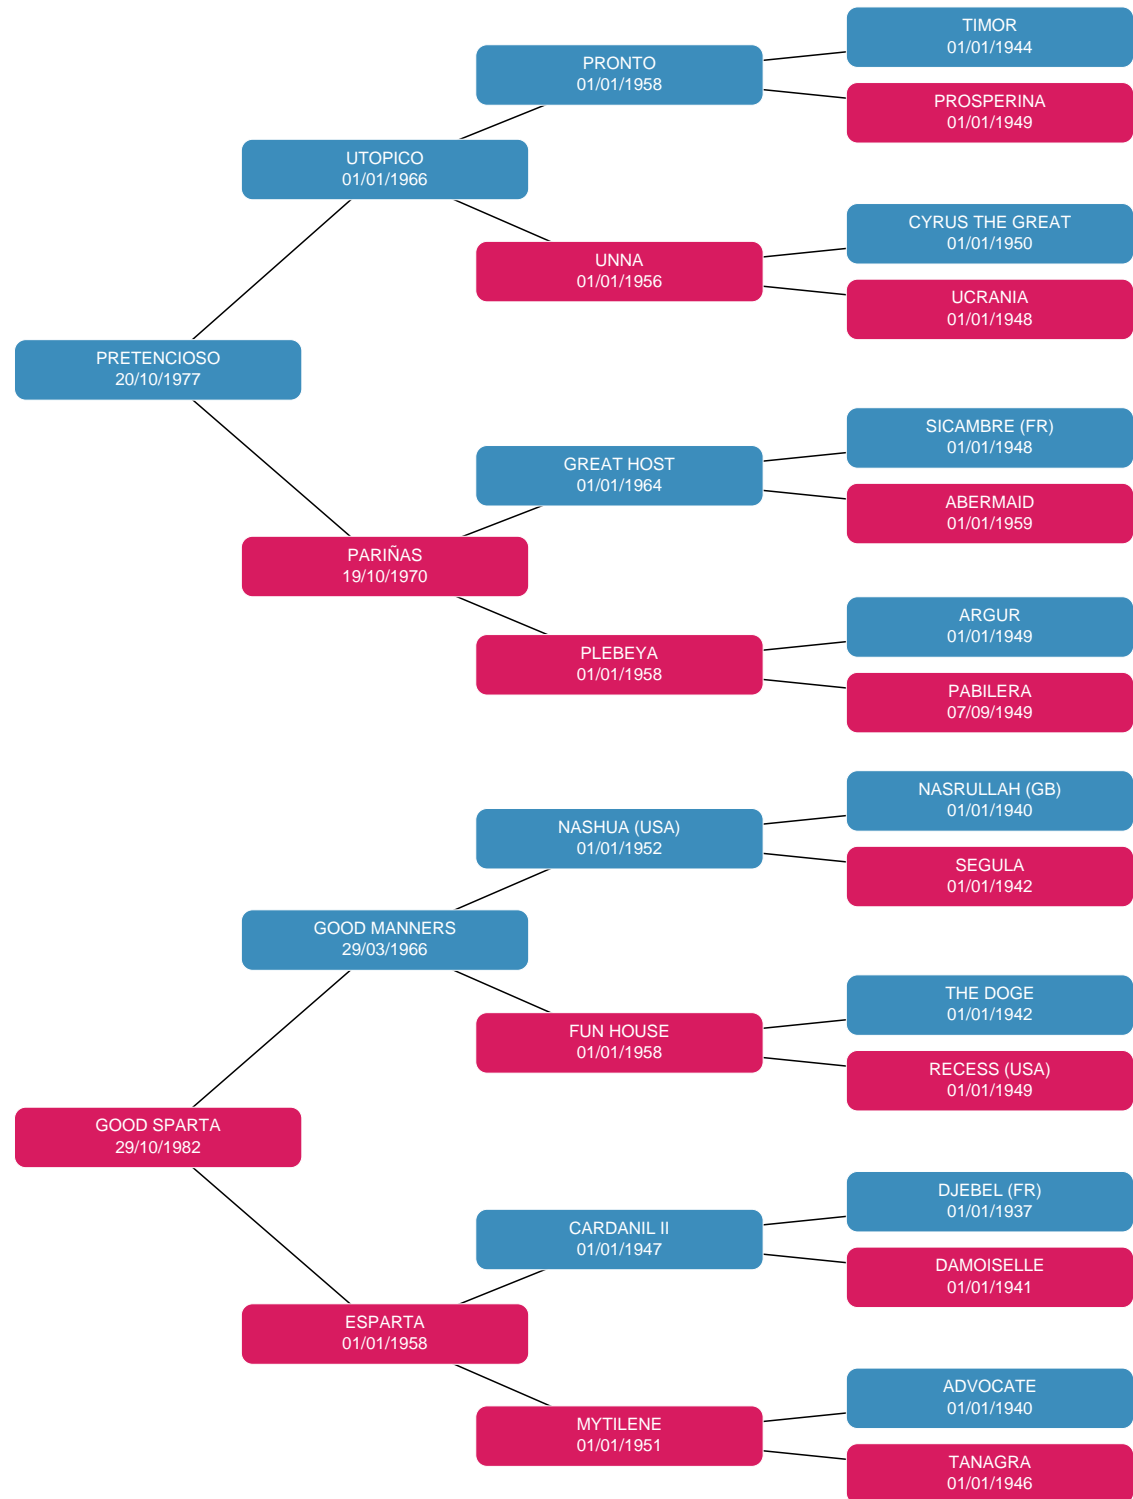 TIMOR
01/01/1944
PRONTO
01/01/1958
PROSPERINA
01/01/1949
UTOPICO
01/01/1966
CYRUS THE GREAT
01/01/1950
UNNA
01/01/1956
UCRANIA
01/01/1948
PRETENCIOSO
20/10/1977
SICAMBRE (FR)
01/01/1948
GREAT HOST
01/01/1964
ABERMAID
01/01/1959
PARIÑAS
19/10/1970
ARGUR
01/01/1949
PLEBEYA
01/01/1958
PABILERA
07/09/1949
NASRULLAH (GB)
01/01/1940
NASHUA (USA)
01/01/1952
SEGULA
01/01/1942
GOOD MANNERS
29/03/1966
THE DOGE
01/01/1942
FUN HOUSE
01/01/1958
RECESS (USA)
01/01/1949
GOOD SPARTA
29/10/1982
DJEBEL (FR)
01/01/1937
CARDANIL II
01/01/1947
DAMOISELLE
01/01/1941
ESPARTA
01/01/1958
ADVOCATE
01/01/1940
MYTILENE
01/01/1951
TANAGRA
01/01/1946